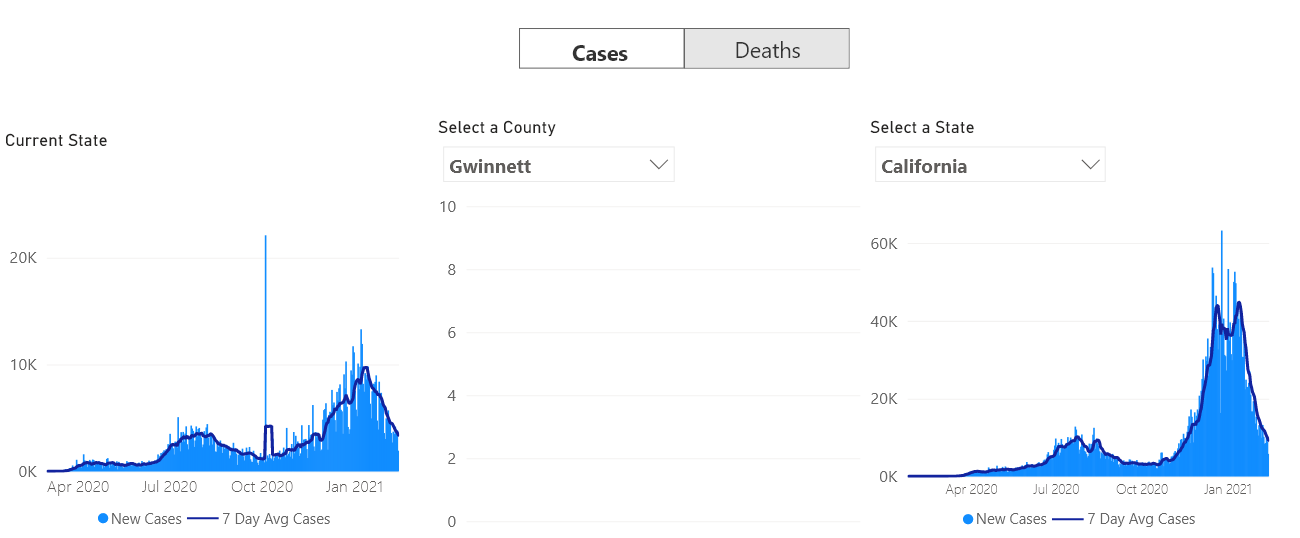 Cases
Deaths
Current State
20K
10K
0K
Apr 2020 Jul 2020 Oct 2020 Jan 2021
New Cases 7 Day Avg Cases
Select a County
Gwinnett
10
8
6
4
2
0
Select a State
California
60K
40K
20K
0K
Apr 2020 Jul 2020 Oct 2020 Jan 2021
New Cases 7 Day Avg Cases